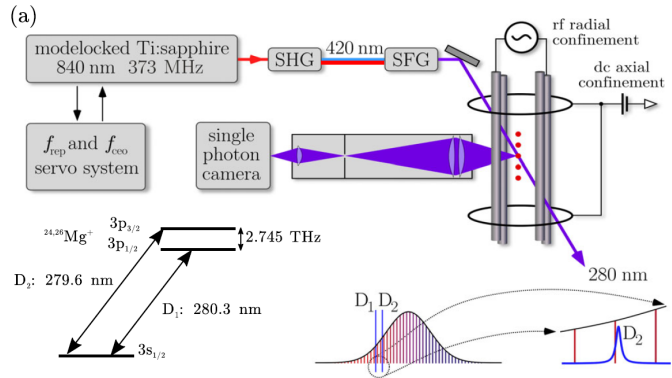 (a)
modelocked Ti:sapphire
840 nm 373 MHz
SHG
420 nm
SFG
rf radial
confinement
dc axial
confinement
f_rep and f_ceo
servo system
single
photon
camera
280 nm
²⁴,²⁶Mg⁺
3p₃/₂
3p₁/₂
2.745 THz
D₂: 279.6 nm
D₁: 280.3 nm
3s₁/₂
D₁ D₂
D₂